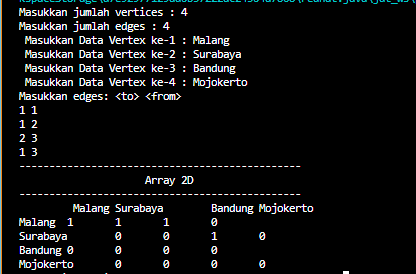 Masukkan jumlah vertices : 4
Masukkan jumlah edges : 4
Masukkan Data Vertex ke-1 : Malang
Masukkan Data Vertex ke-2 : Surabaya
Masukkan Data Vertex ke-3 : Bandung
Masukkan Data Vertex ke-4 : Mojokerto
Masukkan edges: <to> <from>
1 1
1 2
2 3
1 3
------------------------------------------------
Array 2D
------------------------------------------------
Malang Surabaya Bandung Mojokerto
Malang 1 1 1 0
Surabaya 0 0 1 0
Bandung 0 0 0 0
Mojokerto 0 0 0 0